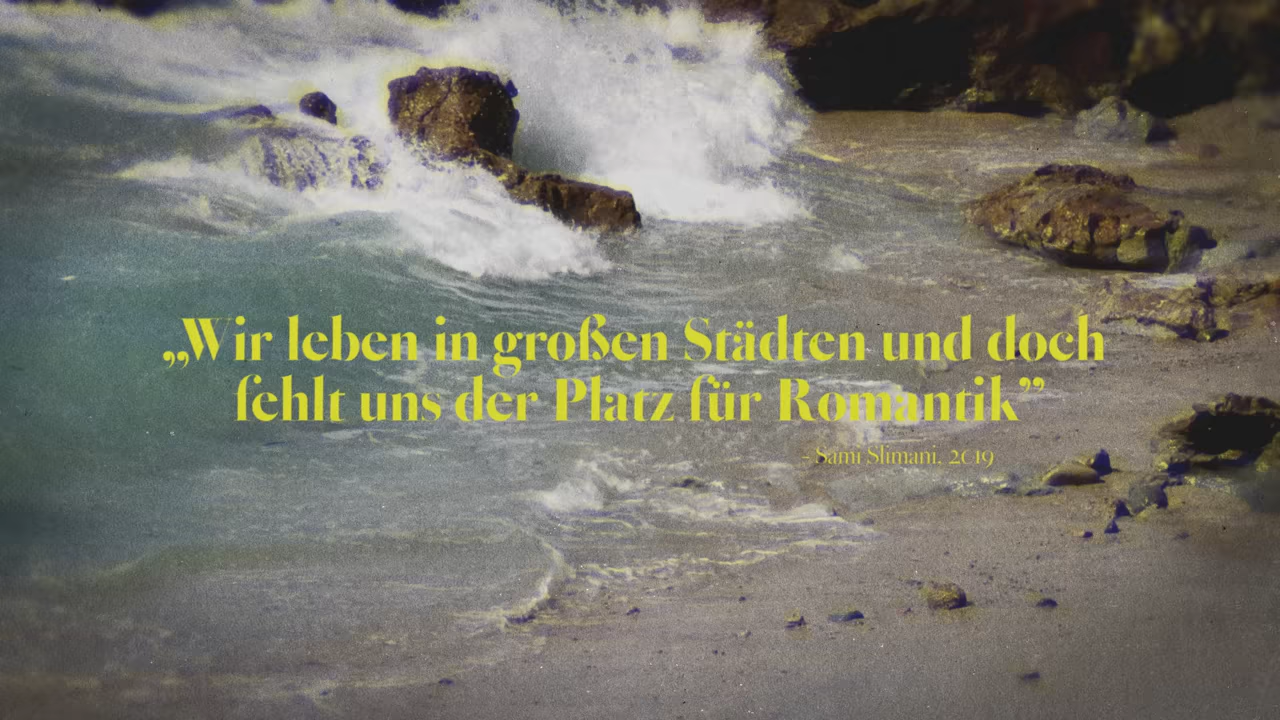 „Wir leben in großen Städten und doch
fehlt uns der Platz für Romantik”
- Sami Slimani, 2019